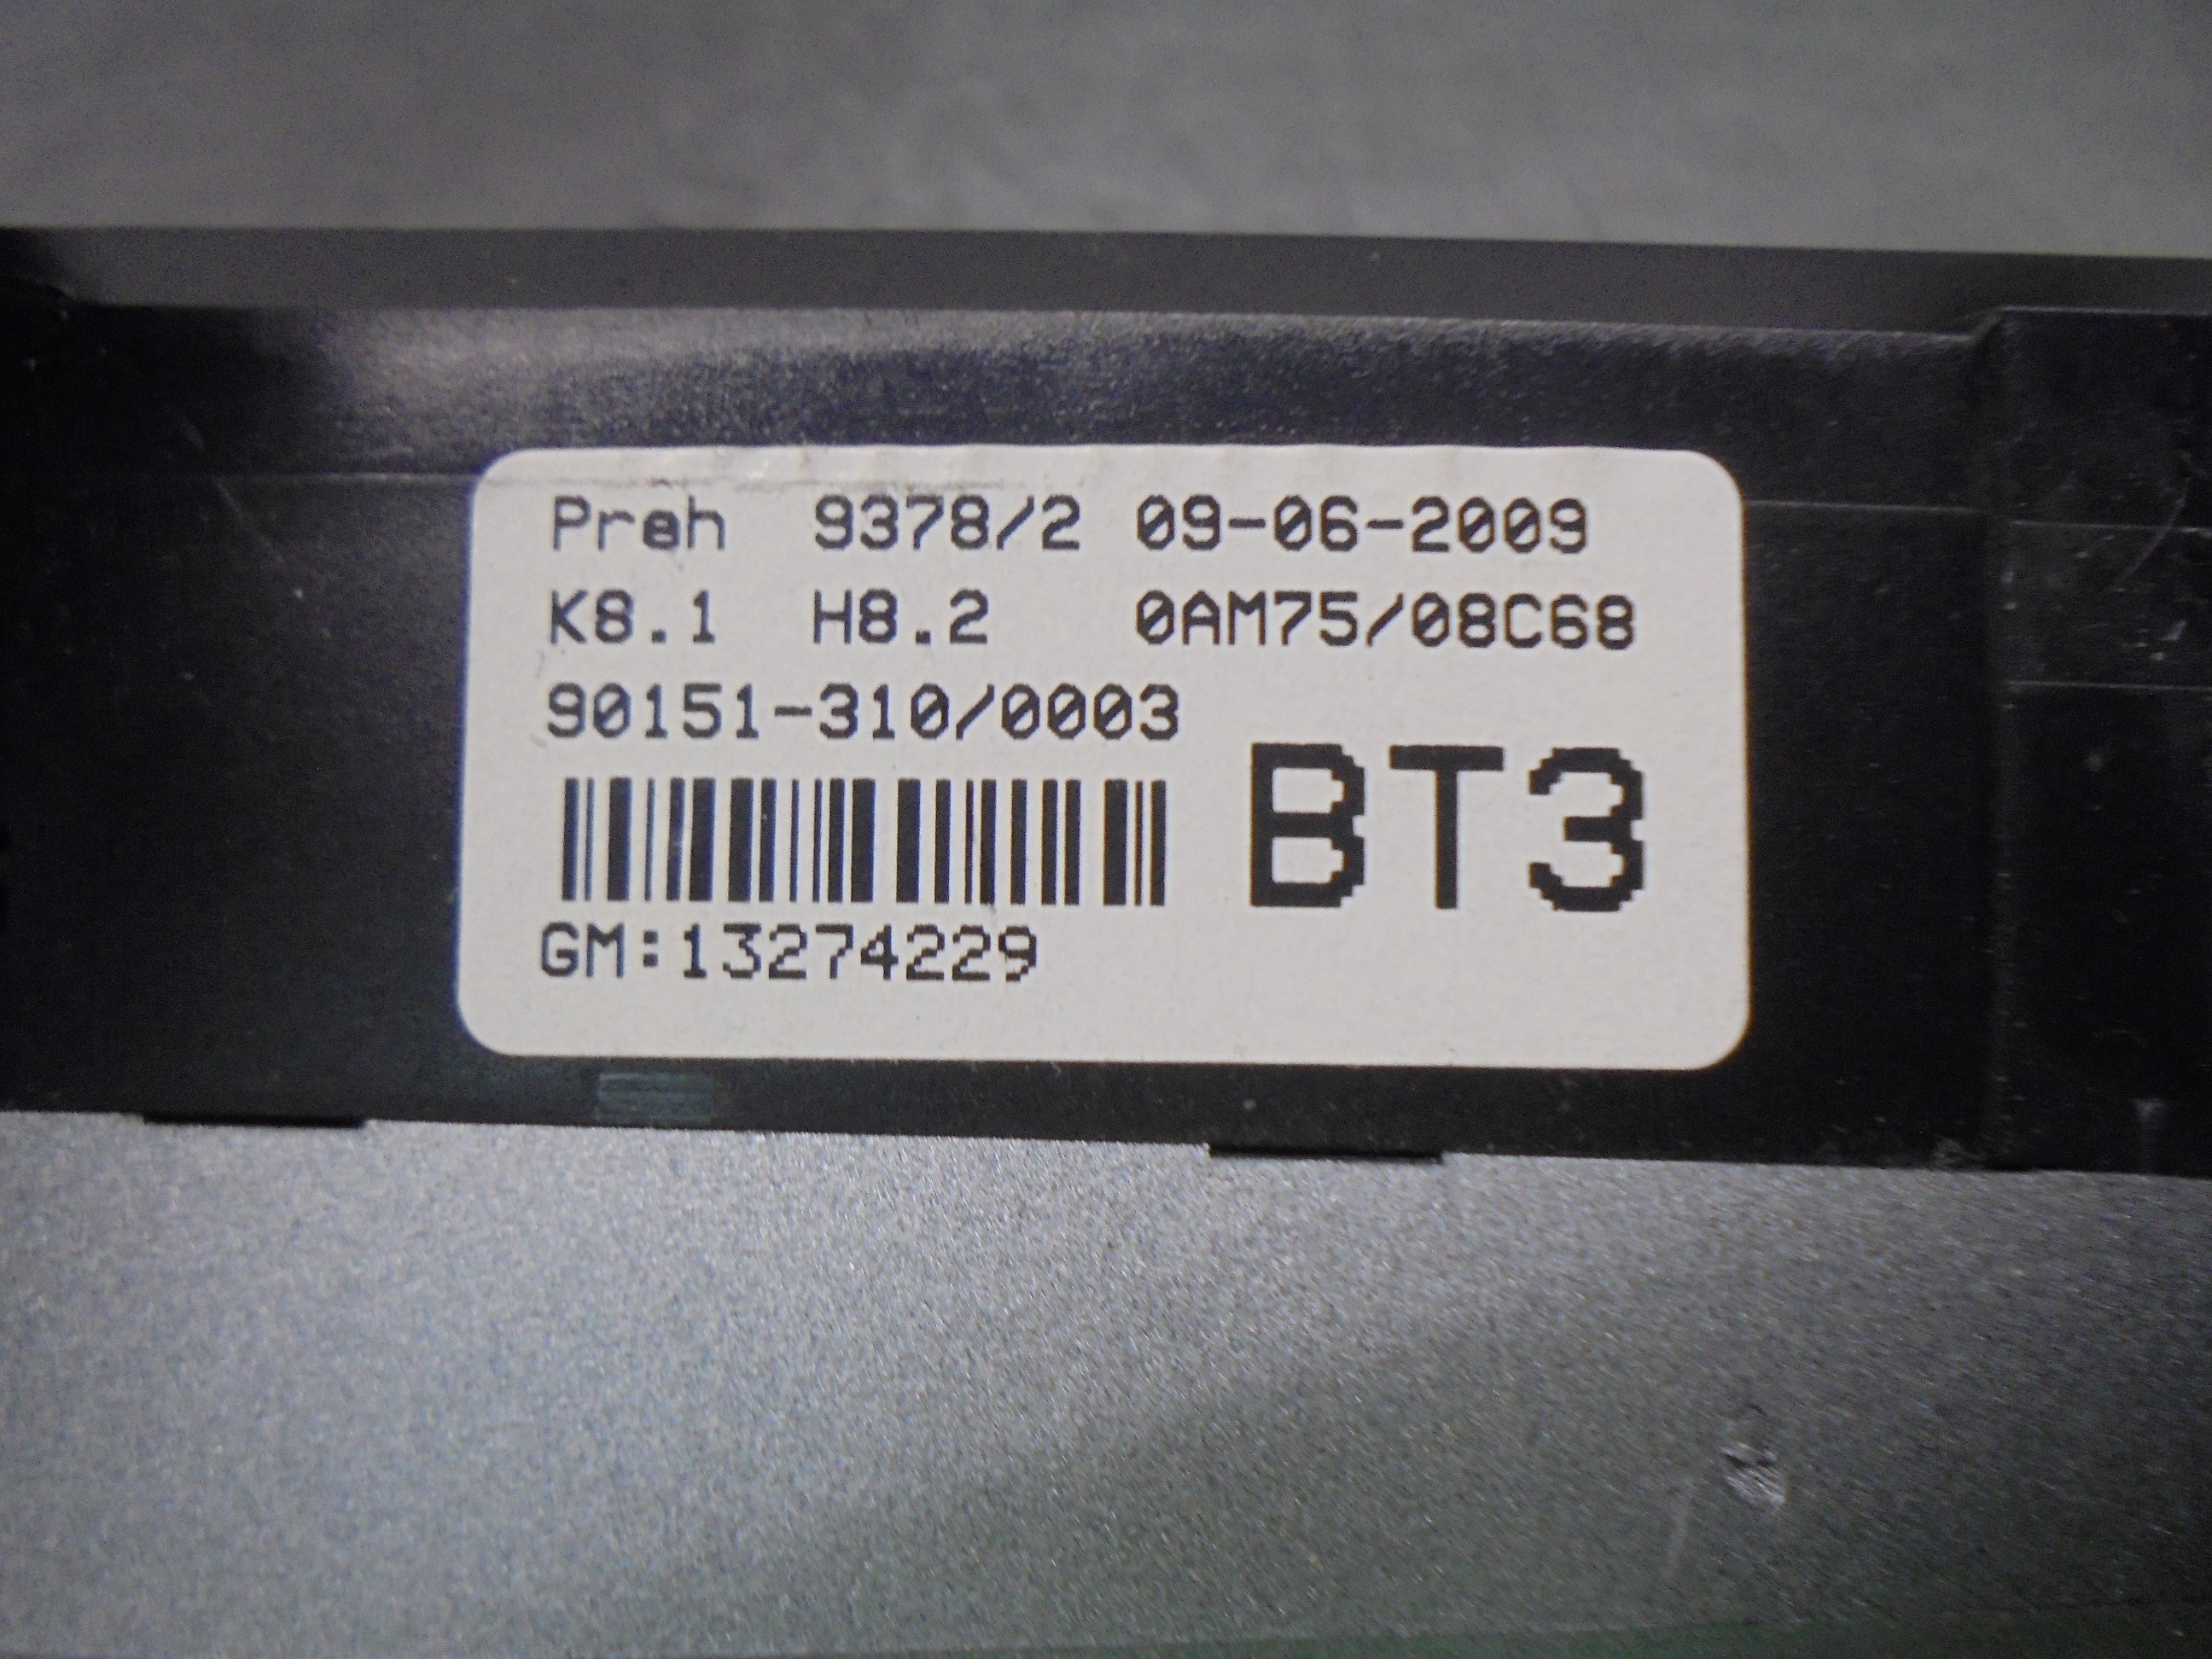 Preh 9378/2 09-06-2009
K8.1 H8.2 0AM75/08C68
90151-310/0003
BT3
GM:13274229